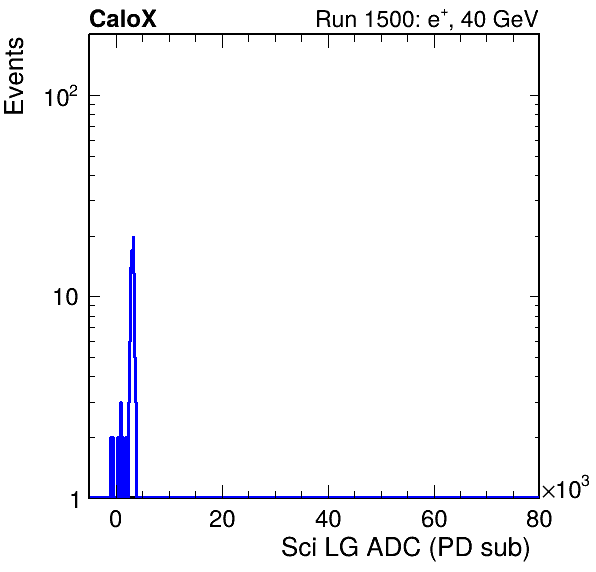 CaloX Run 1500: e⁺, 40 GeV
Events
10²
10
1
0 20 40 60 80
×10³
Sci LG ADC (PD sub)